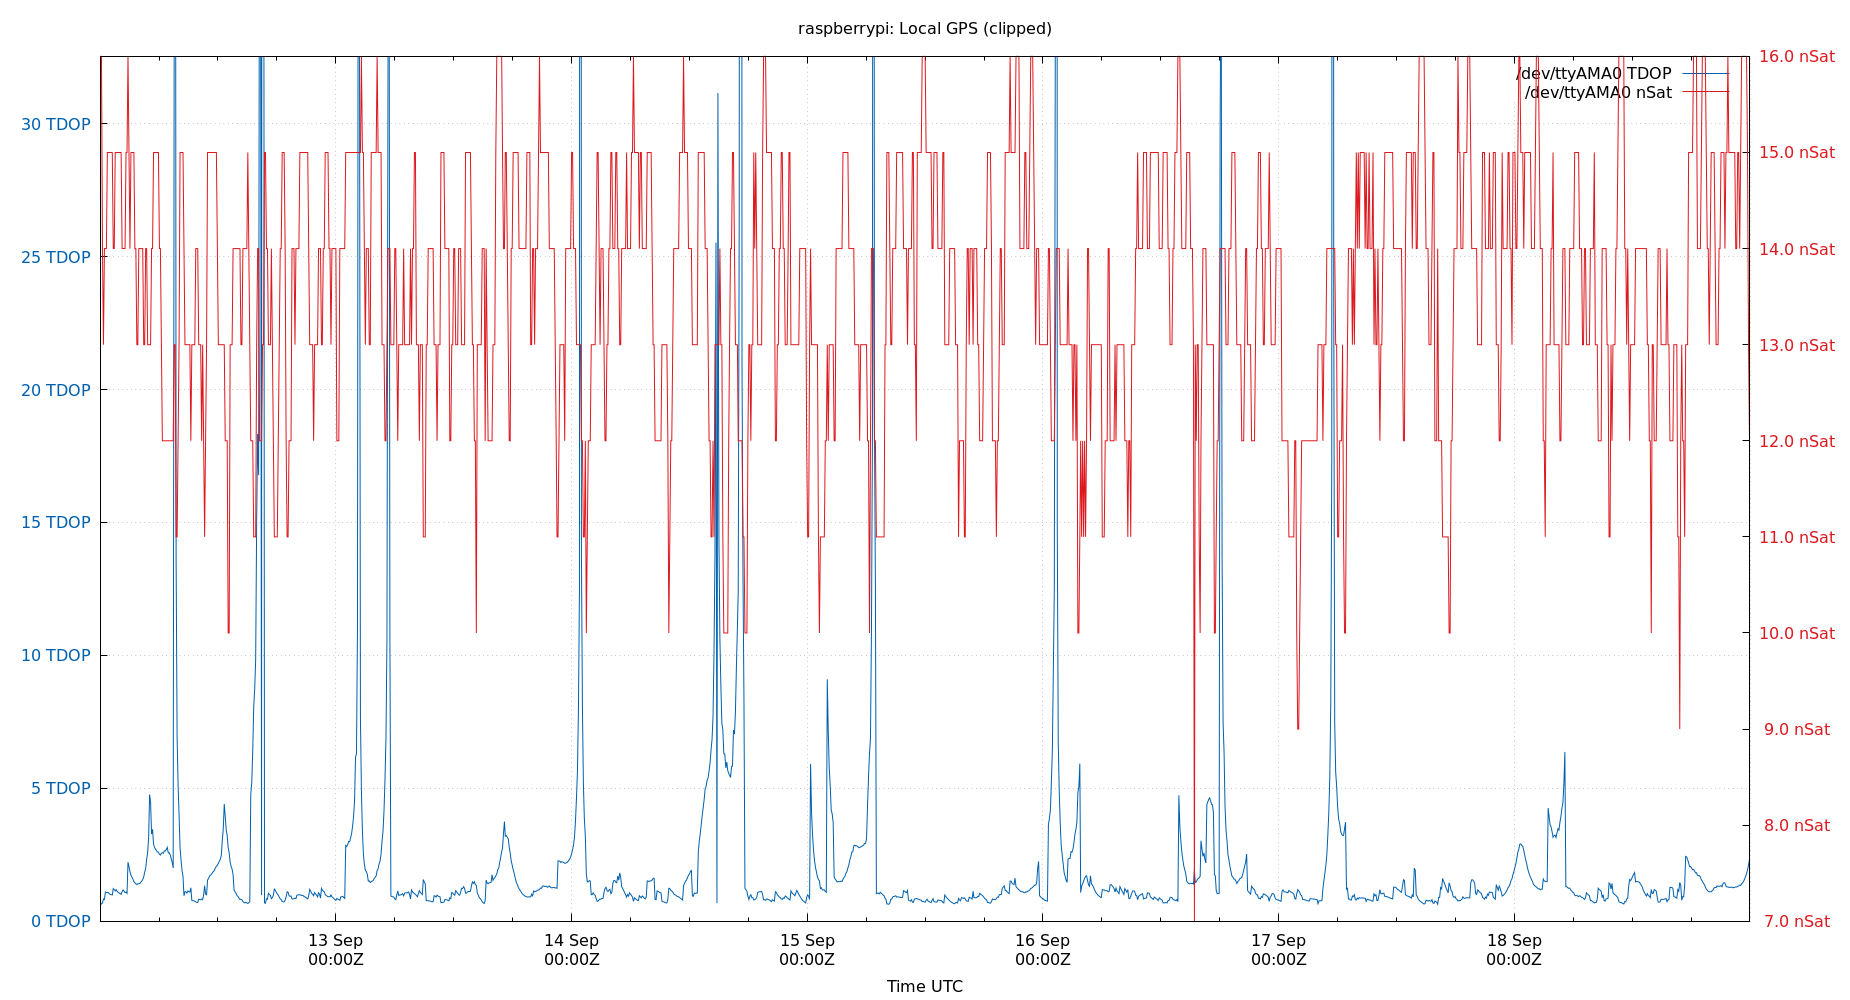 raspberrypi: Local GPS (clipped)
/dev/ttyAMA0 TDOP
/dev/ttyAMA0 nSat
30 TDOP
25 TDOP
20 TDOP
15 TDOP
10 TDOP
5 TDOP
0 TDOP
16.0 nSat
15.0 nSat
14.0 nSat
13.0 nSat
12.0 nSat
11.0 nSat
10.0 nSat
9.0 nSat
8.0 nSat
7.0 nSat
13 Sep 14 Sep 15 Sep 16 Sep 17 Sep 18 Sep
00:00Z 00:00Z 00:00Z 00:00Z 00:00Z 00:00Z
Time UTC